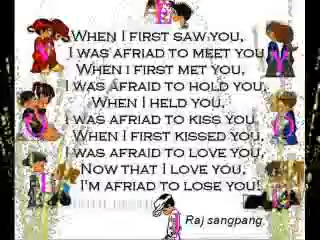 When I first saw you,
I was afriad to meet you
When i first met you,
I was afraid to hold you,
When I held you,
I was afriad to kiss you,
When I first kissed you,
I was afraid to love you,
Now that I love you,
I'm afriad to lose you!
Raj sangpang